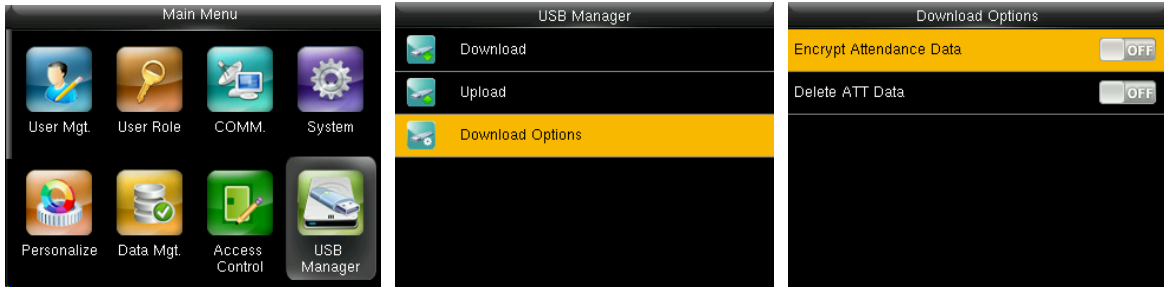 Main Menu
User Mgt.
User Role
COMM.
System
Personalize
Data Mgt.
Access
Control
USB
Manager
USB Manager
Download
Upload
Download Options
Download Options
Encrypt Attendance Data
OFF
Delete ATT Data
OFF